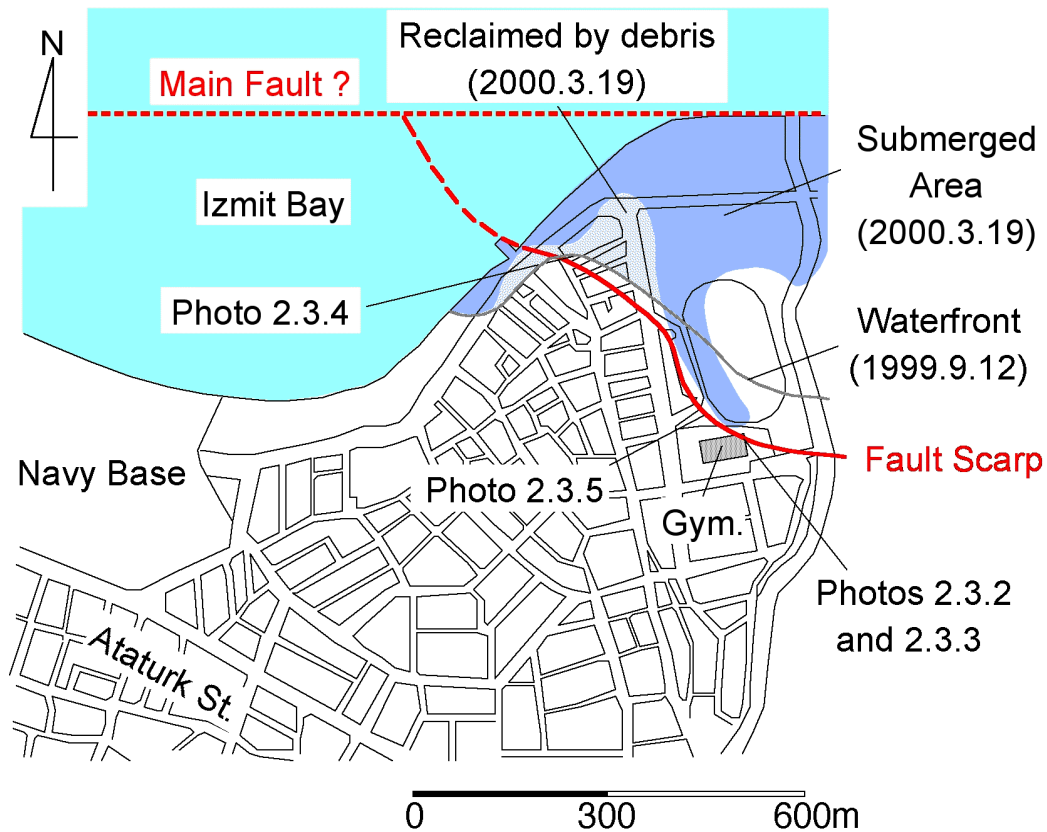 N
Reclaimed by debris
(2000.3.19)
Main Fault ?
Submerged
Area
(2000.3.19)
Izmit Bay
Photo 2.3.4
Waterfront
(1999.9.12)
Fault Scarp
Navy Base
Photo 2.3.5
Gym.
Photos 2.3.2
and 2.3.3
Ataturk St.
0 300 600m